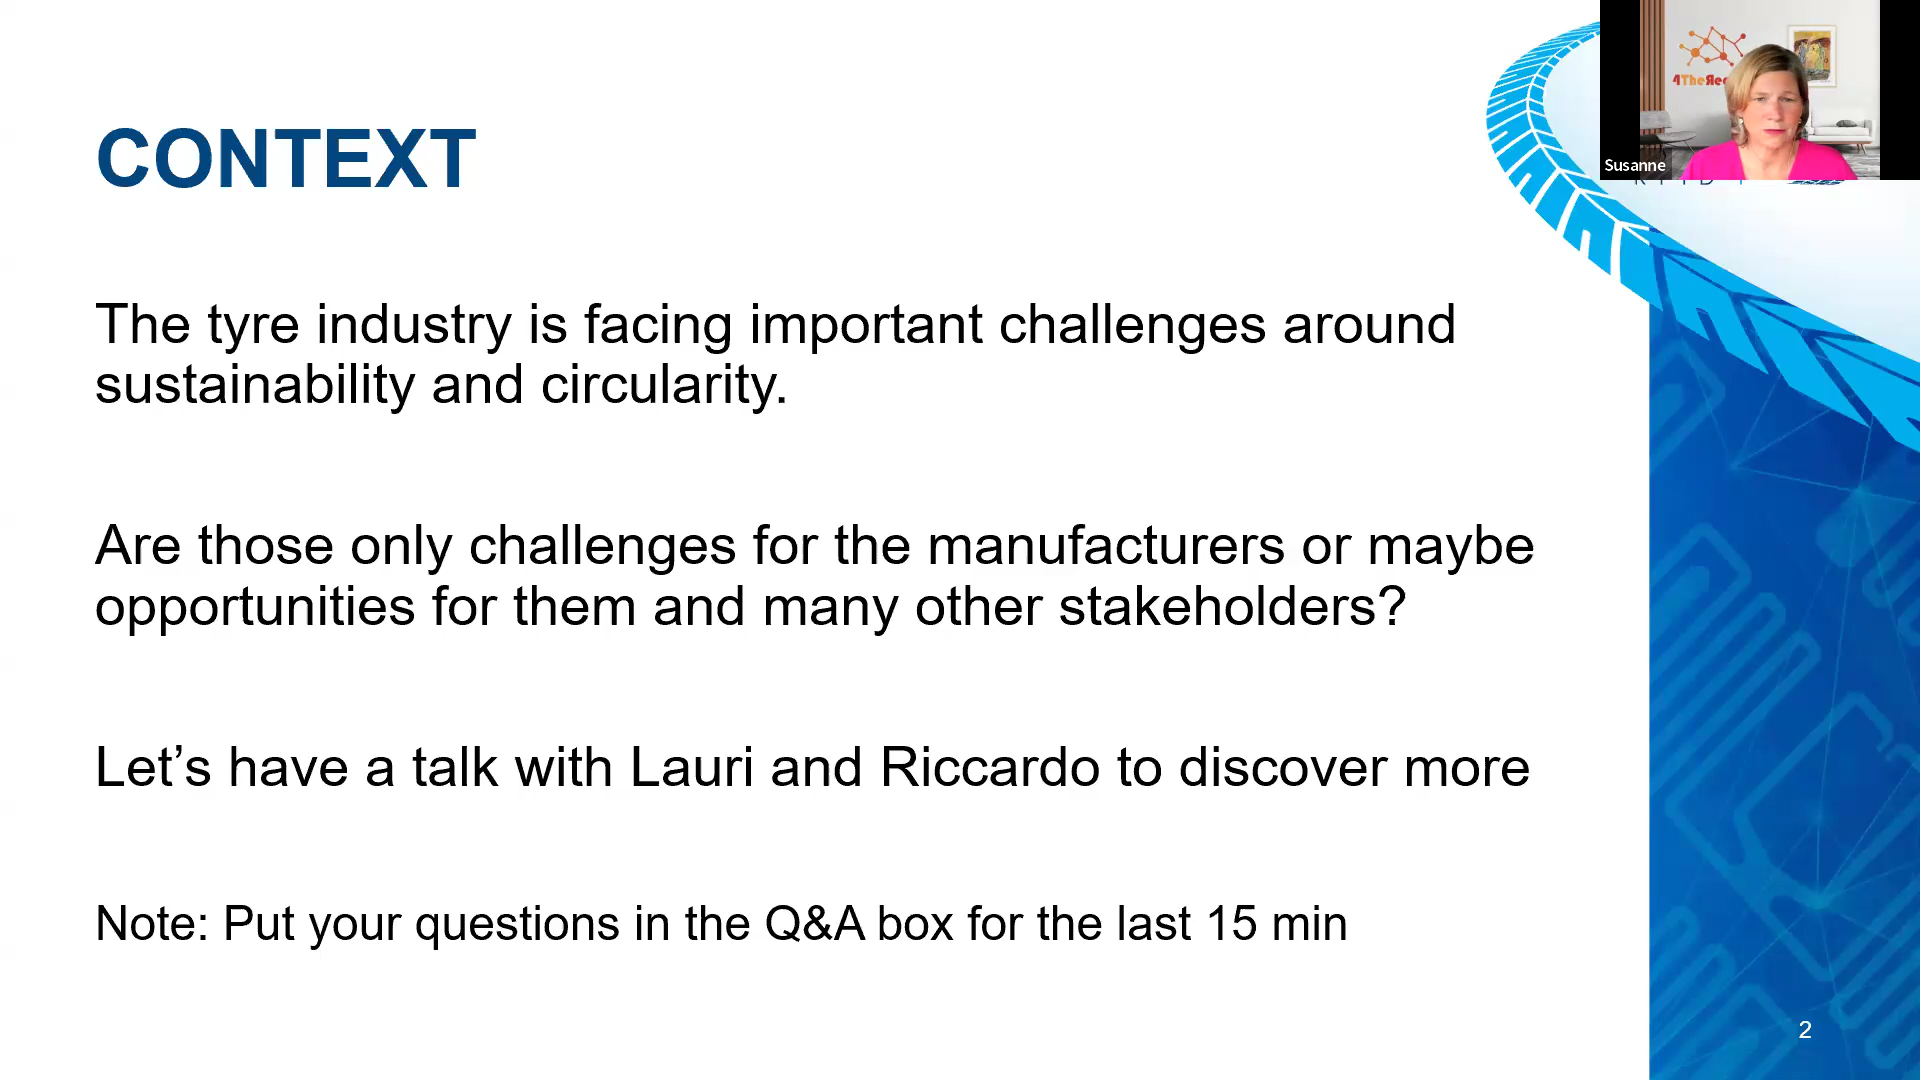 CONTEXT
The tyre industry is facing important challenges around
sustainability and circularity.
Are those only challenges for the manufacturers or maybe
opportunities for them and many other stakeholders?
Let’s have a talk with Lauri and Riccardo to discover more
Note: Put your questions in the Q&A box for the last 15 min
Susanne
2